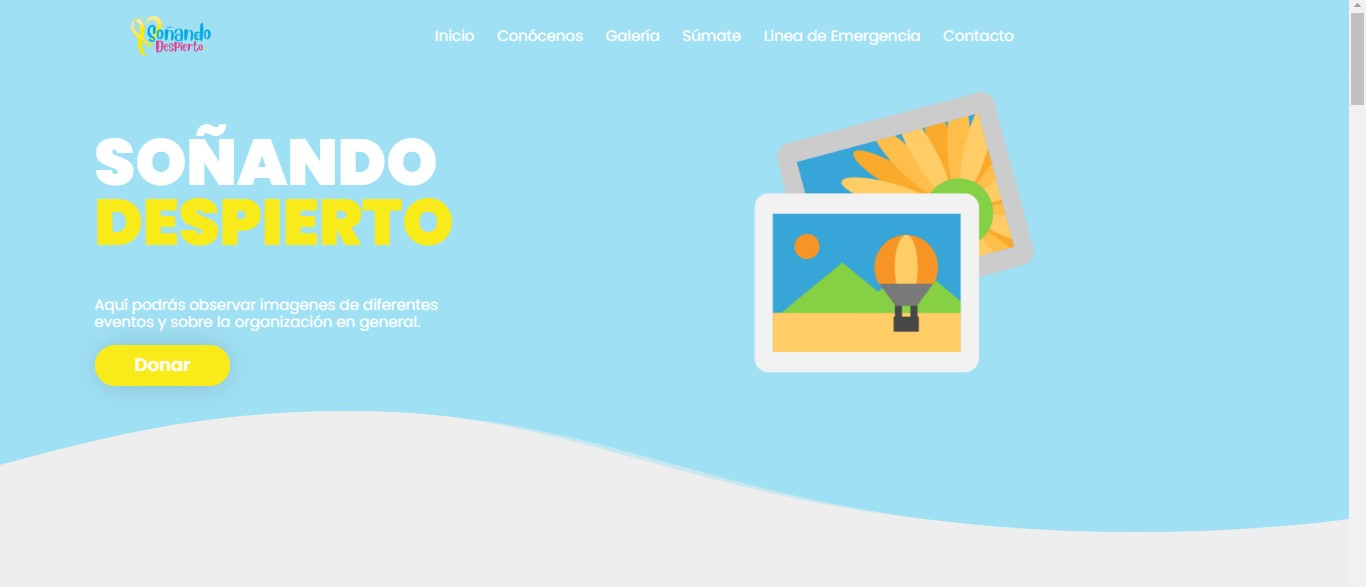 Soñando
Despierto
Inicio Conócenos Galería Súmate Linea de Emergencia Contacto
SOÑANDO
DESPIERTO
Aquí podrás observar imagenes de diferentes
eventos y sobre la organización en general.
Donar